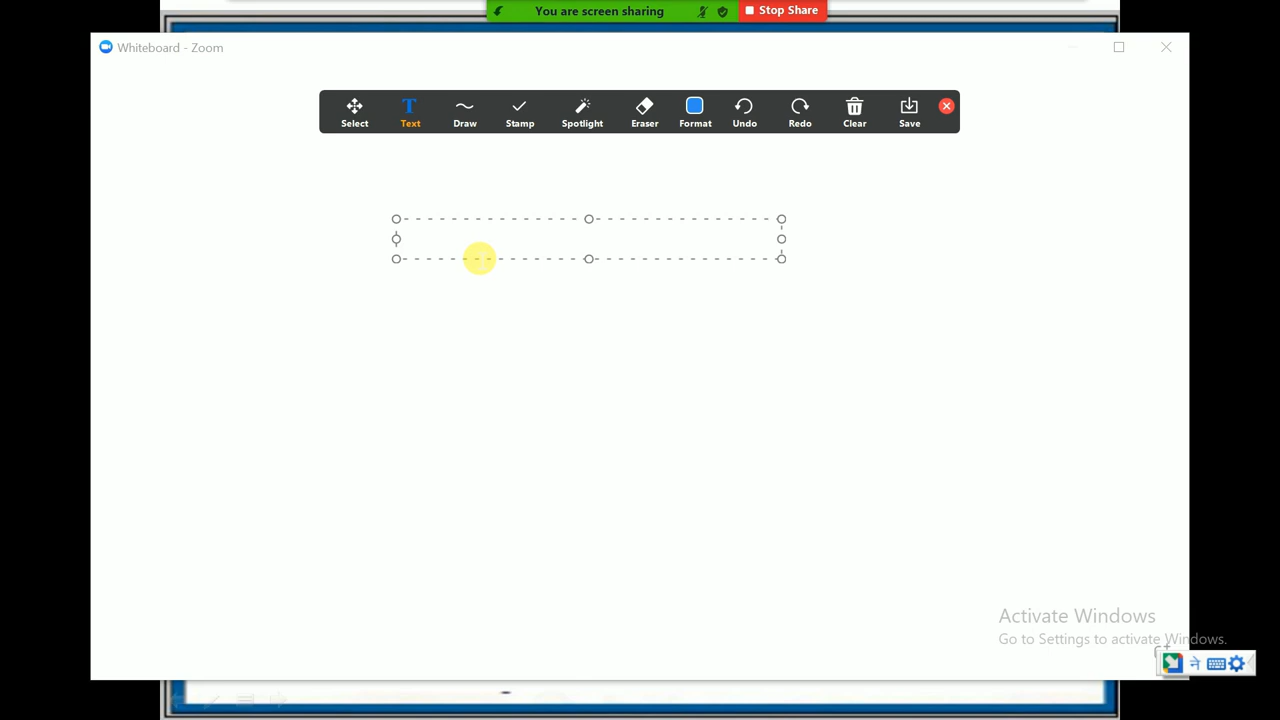 You are screen sharing
Stop Share
Whiteboard - Zoom
Select
Text
Draw
Stamp
Spotlight
Eraser
Format
Undo
Redo
Clear
Save
Activate Windows
Go to Settings to activate Windows.
ने